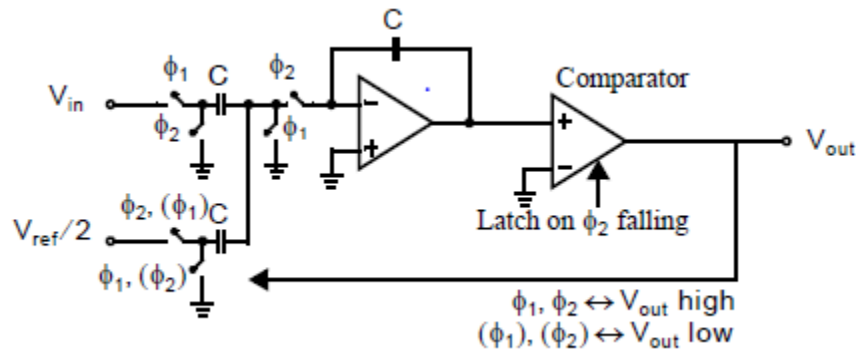 C
ϕ₁ C ϕ₂ Comparator
V_in
ϕ₂ ϕ₁
- +
+ -
V_out
ϕ₂, (ϕ₁) C
V_ref/2
Latch on ϕ₂ falling
ϕ₁, (ϕ₂)
ϕ₁, ϕ₂ ↔ V_out high
(ϕ₁), (ϕ₂) ↔ V_out low